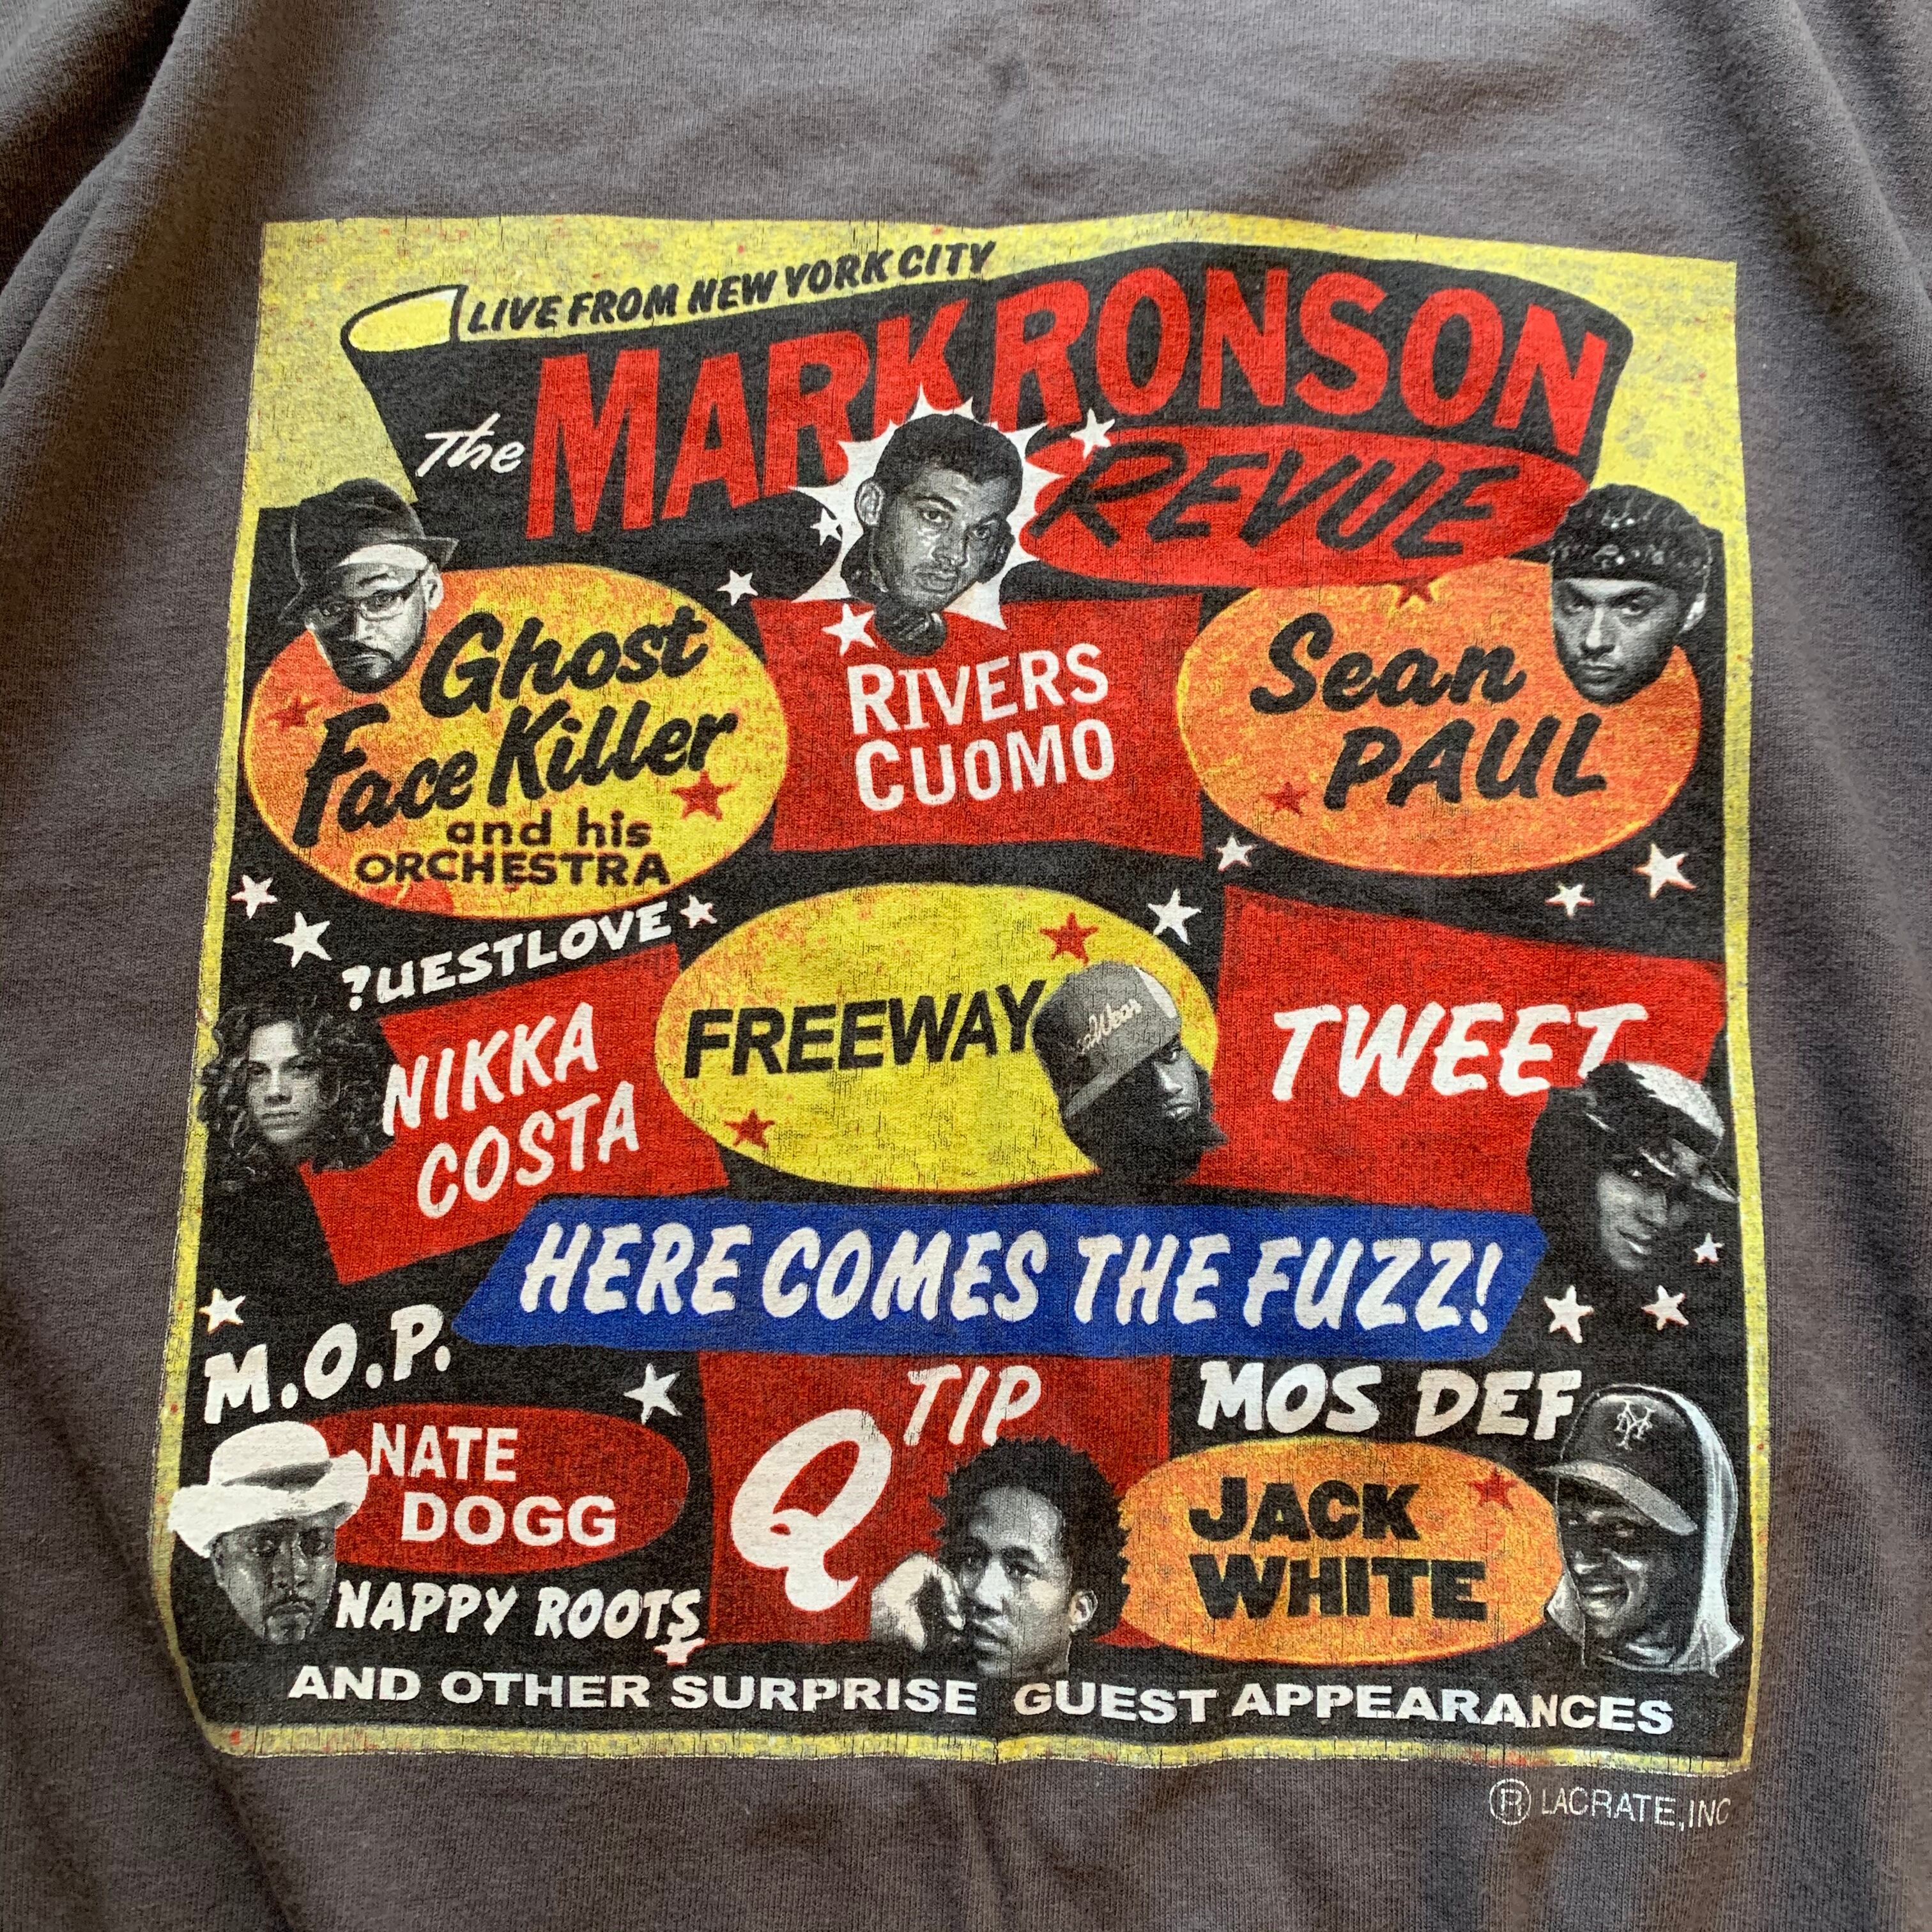 LIVE FROM NEW YORK CITY
The MARK RONSON
REVUE
Ghost
Face Killer
and his
ORCHESTRA
RIVERS
CUOMO
Sean
PAUL
?UESTLOVE
NIKKA
COSTA
FREEWAY
TWEET
HERE COMES THE FUZZ!
M.O.P.
NATE
DOGG
NAPPY ROOTS
Q TIP
MOS DEF
JACK
WHITE
AND OTHER SURPRISE GUEST APPEARANCES
® LACRATE, INC